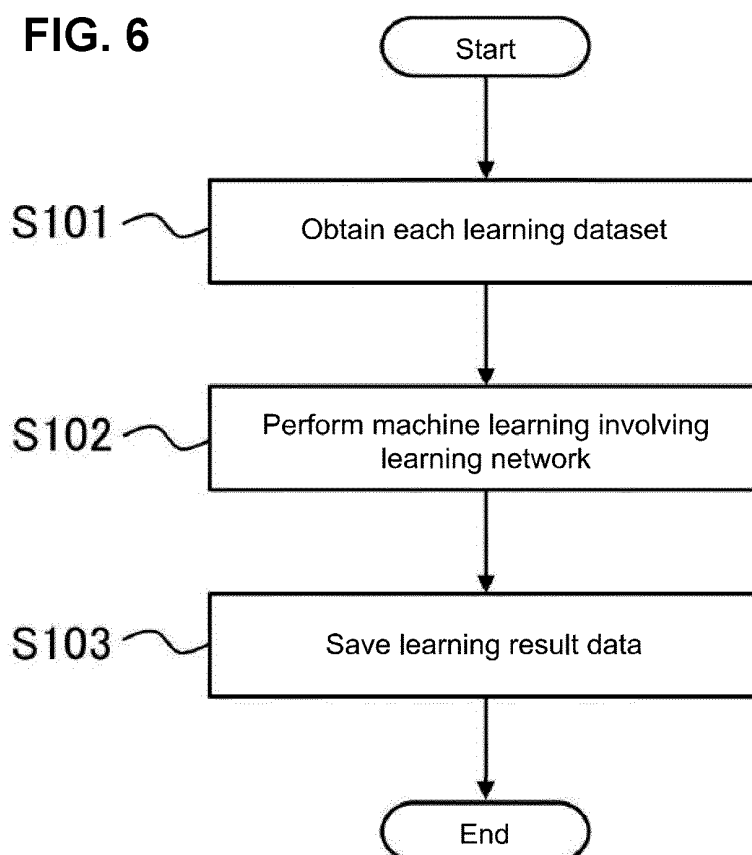 FIG. 6
Start
S101
Obtain each learning dataset
S102
Perform machine learning involving
learning network
S103
Save learning result data
End